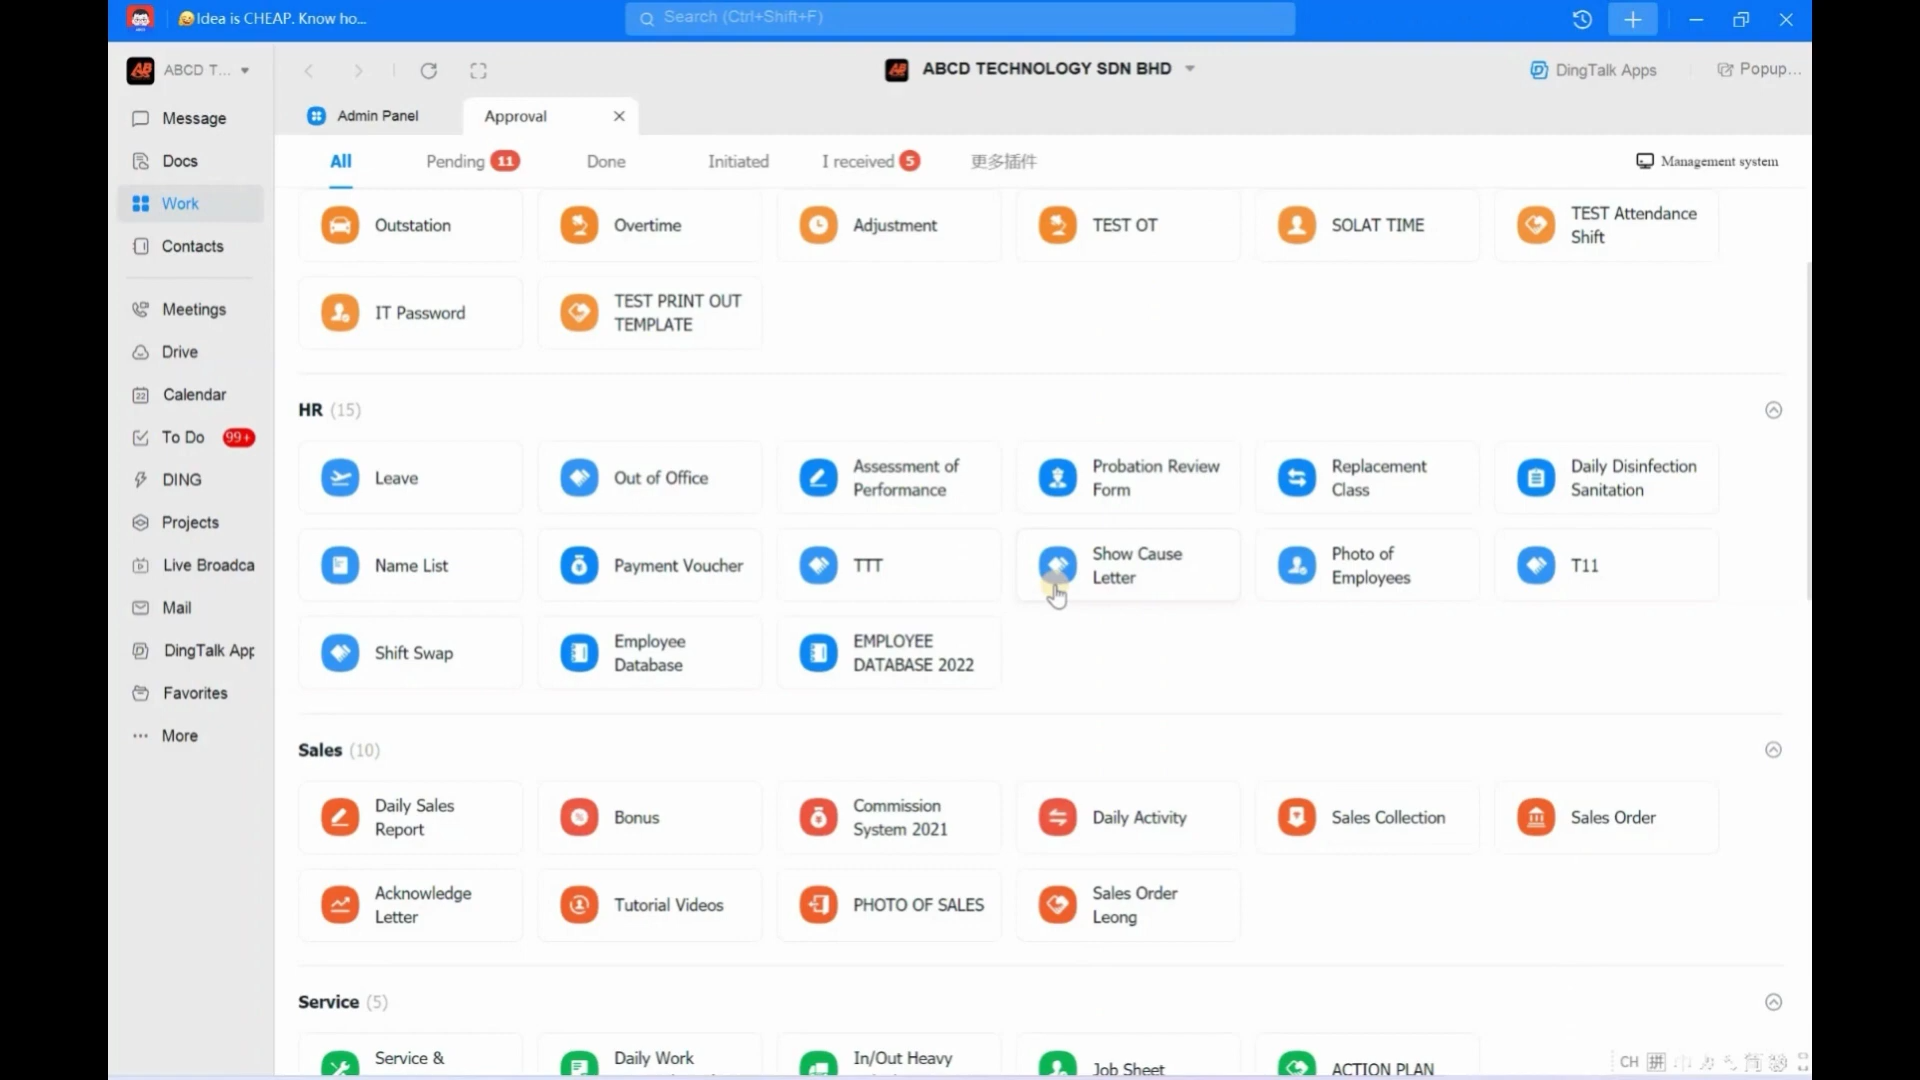 Idea is CHEAP. Know ho...
Search (Ctrl+Shift+F)
ABCD T...
ABCD TECHNOLOGY SDN BHD
DingTalk Apps
Popup...
Message
Docs
Work
Contacts
Meetings
Drive
Calendar
22
To Do 99+
DING
Projects
Live Broadca
Mail
DingTalk App
Favorites
More
Admin Panel
Approval
All
Pending 11
Done
Initiated
I received 5
更多插件
Management system
Outstation
Overtime
Adjustment
TEST OT
SOLAT TIME
TEST Attendance
Shift
IT Password
TEST PRINT OUT
TEMPLATE
HR (15)
Leave
Out of Office
Assessment of
Performance
Probation Review
Form
Replacement
Class
Daily Disinfection
Sanitation
Name List
Payment Voucher
TTT
Show Cause
Letter
Photo of
Employees
T11
Shift Swap
Employee
Database
EMPLOYEE
DATABASE 2022
Sales (10)
Daily Sales
Report
Bonus
Commission
System 2021
Daily Activity
Sales Collection
Sales Order
Acknowledge
Letter
Tutorial Videos
PHOTO OF SALES
Sales Order
Leong
Service (5)
Service &
Daily Work
In/Out Heavy
Job Sheet
ACTION PLAN
CH 拼 中 简